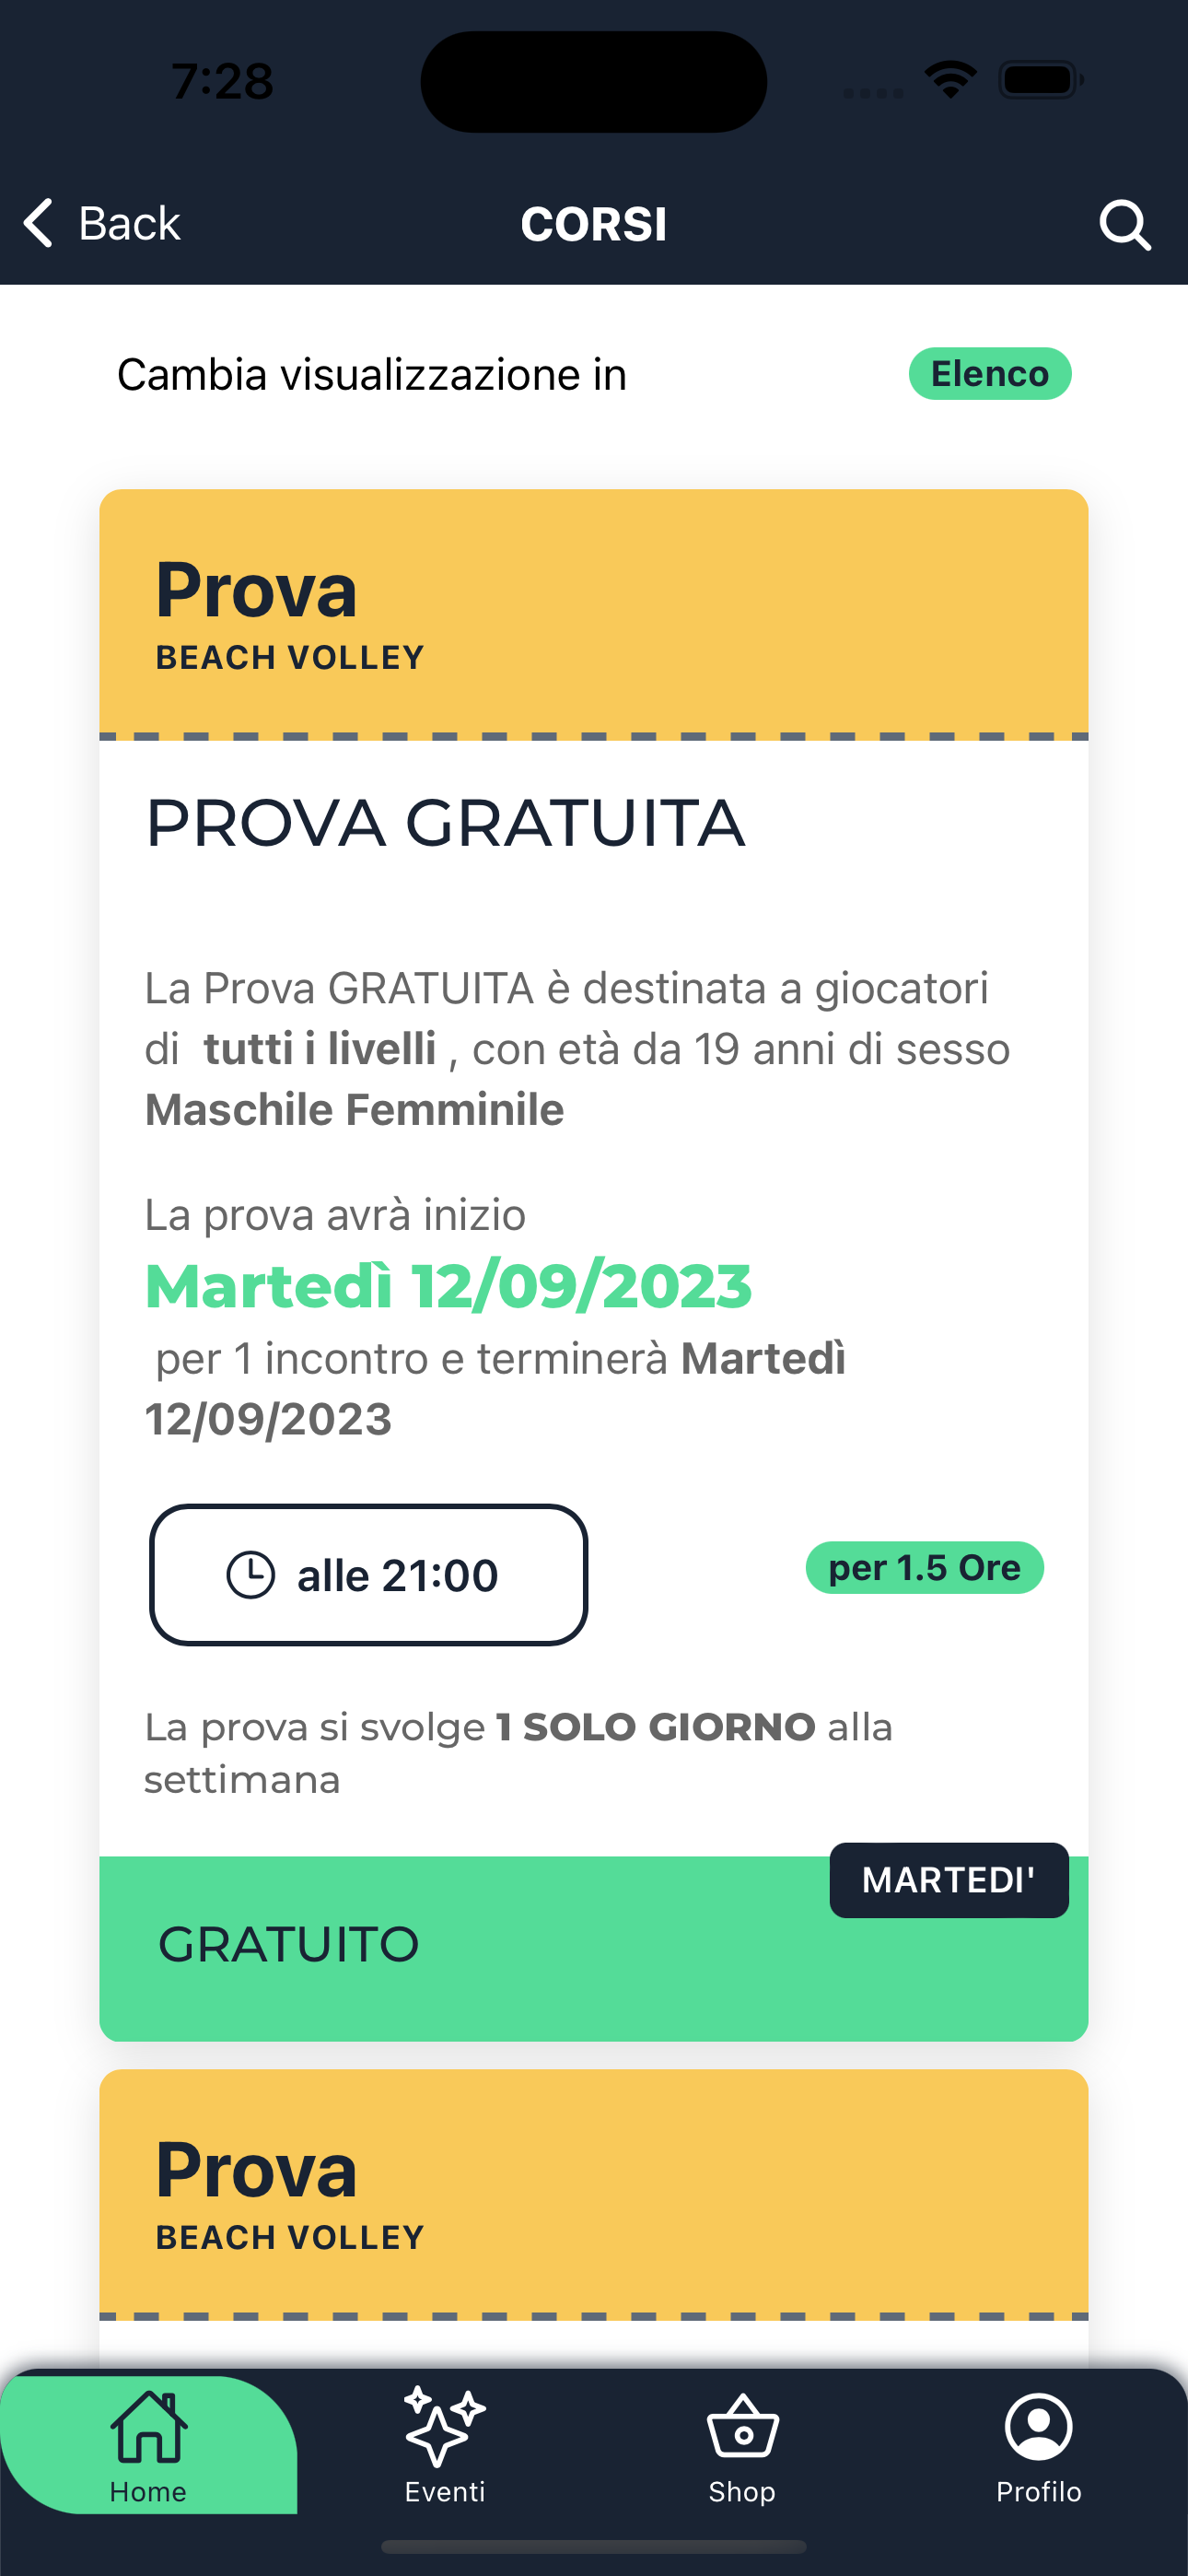 7:28
Back
CORSI
Cambia visualizzazione in
Elenco
Prova
BEACH VOLLEY
PROVA GRATUITA
La Prova GRATUITA è destinata a giocatori
di tutti i livelli , con età da 19 anni di sesso
Maschile Femminile
La prova avrà inizio
Martedì 12/09/2023
per 1 incontro e terminerà Martedì
12/09/2023
alle 21:00
per 1.5 Ore
La prova si svolge 1 SOLO GIORNO alla
settimana
MARTEDI'
GRATUITO
Prova
BEACH VOLLEY
Home
Eventi
Shop
Profilo